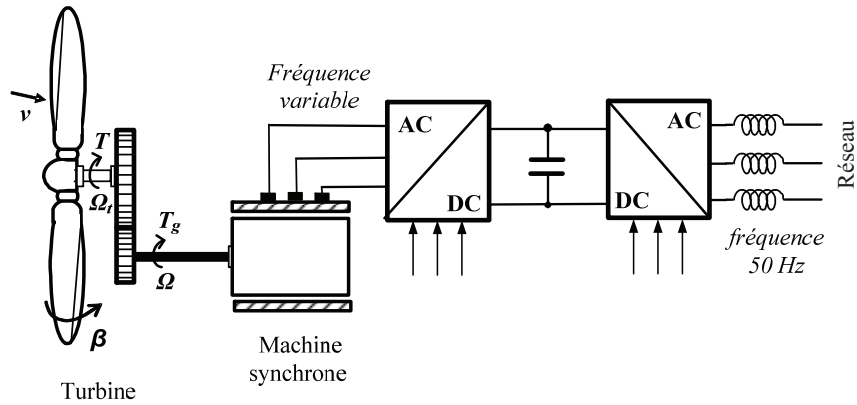 Fréquence
variable
v
T
Ω_t
T_g
Ω
β
AC
DC
AC
DC
Réseau
fréquence
50 Hz
Machine
synchrone
Turbine